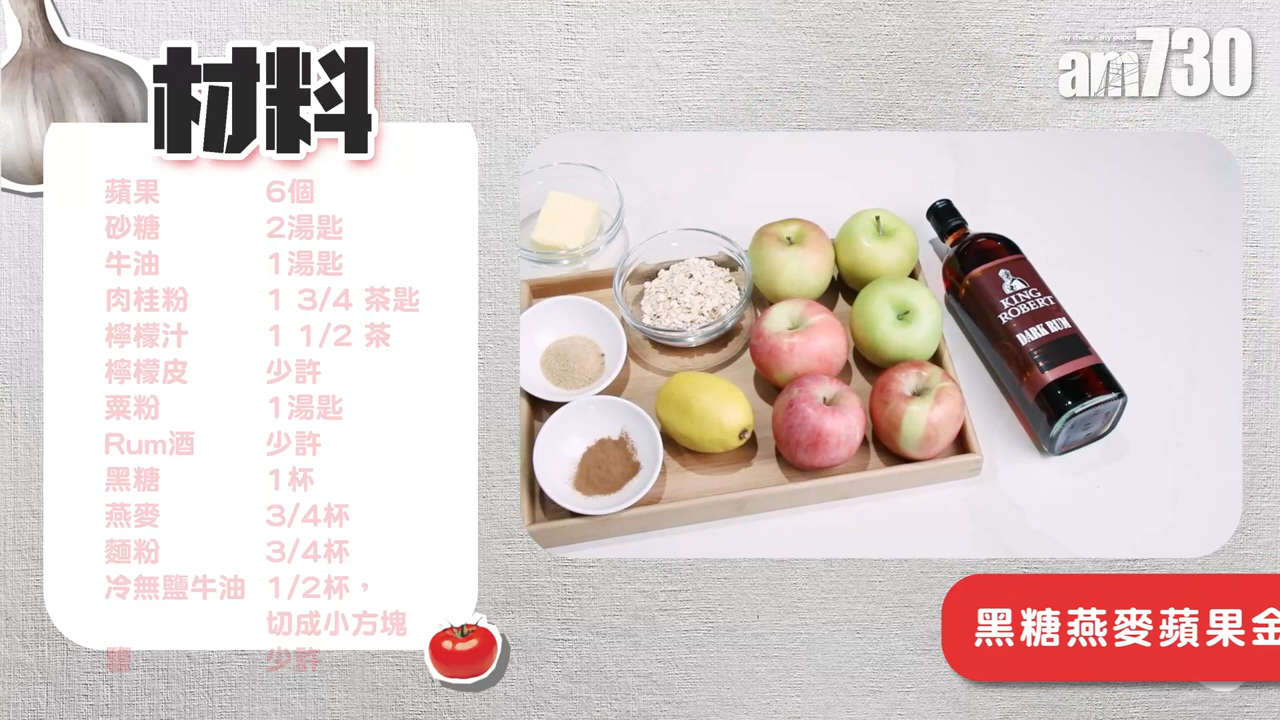 材料
am730
蘋果 6個
砂糖 2湯匙
牛油 1湯匙
肉桂粉 1 3/4 茶匙
檸檬汁 1 1/2 茶
檸檬皮 少許
粟粉 1湯匙
Rum酒 少許
黑糖 1杯
燕麥 3/4杯
麵粉 3/4杯
冷無鹽牛油 1/2杯，
切成小方塊
鹽 少許
KING
ROBERT
DARK RUM
黑糖燕麥蘋果金